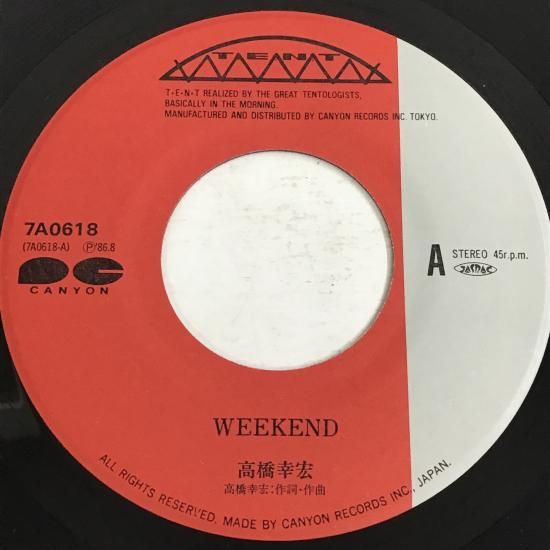 T·E·N·T
T•E•N•T REALIZED BY THE GREAT TENTOLOGISTS,
BASICALLY IN THE MORNING.
MANUFACTURED AND DISTRIBUTED BY CANYON RECORDS INC. TOKYO.
7A0618
(7A0618-A) Ⓟ'86.8
CANYON
A STEREO 45r.p.m.
JASRAC
WEEKEND
高橋幸宏
高橋幸宏:作詞・作曲
ALL RIGHTS RESERVED. MADE BY CANYON RECORDS INC., JAPAN.